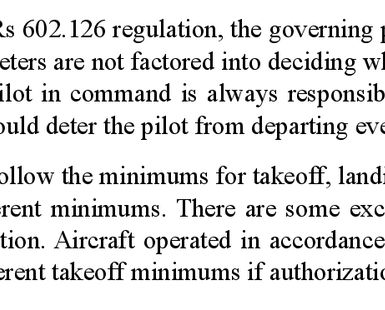 Rs 602.126 regulation, the governing p
eters are not factored into deciding wh
ilot in command is always responsib
ould deter the pilot from departing eve
ollow the minimums for takeoff, landi
erent minimums. There are some exc
tion. Aircraft operated in accordance
erent takeoff minimums if authorizatio